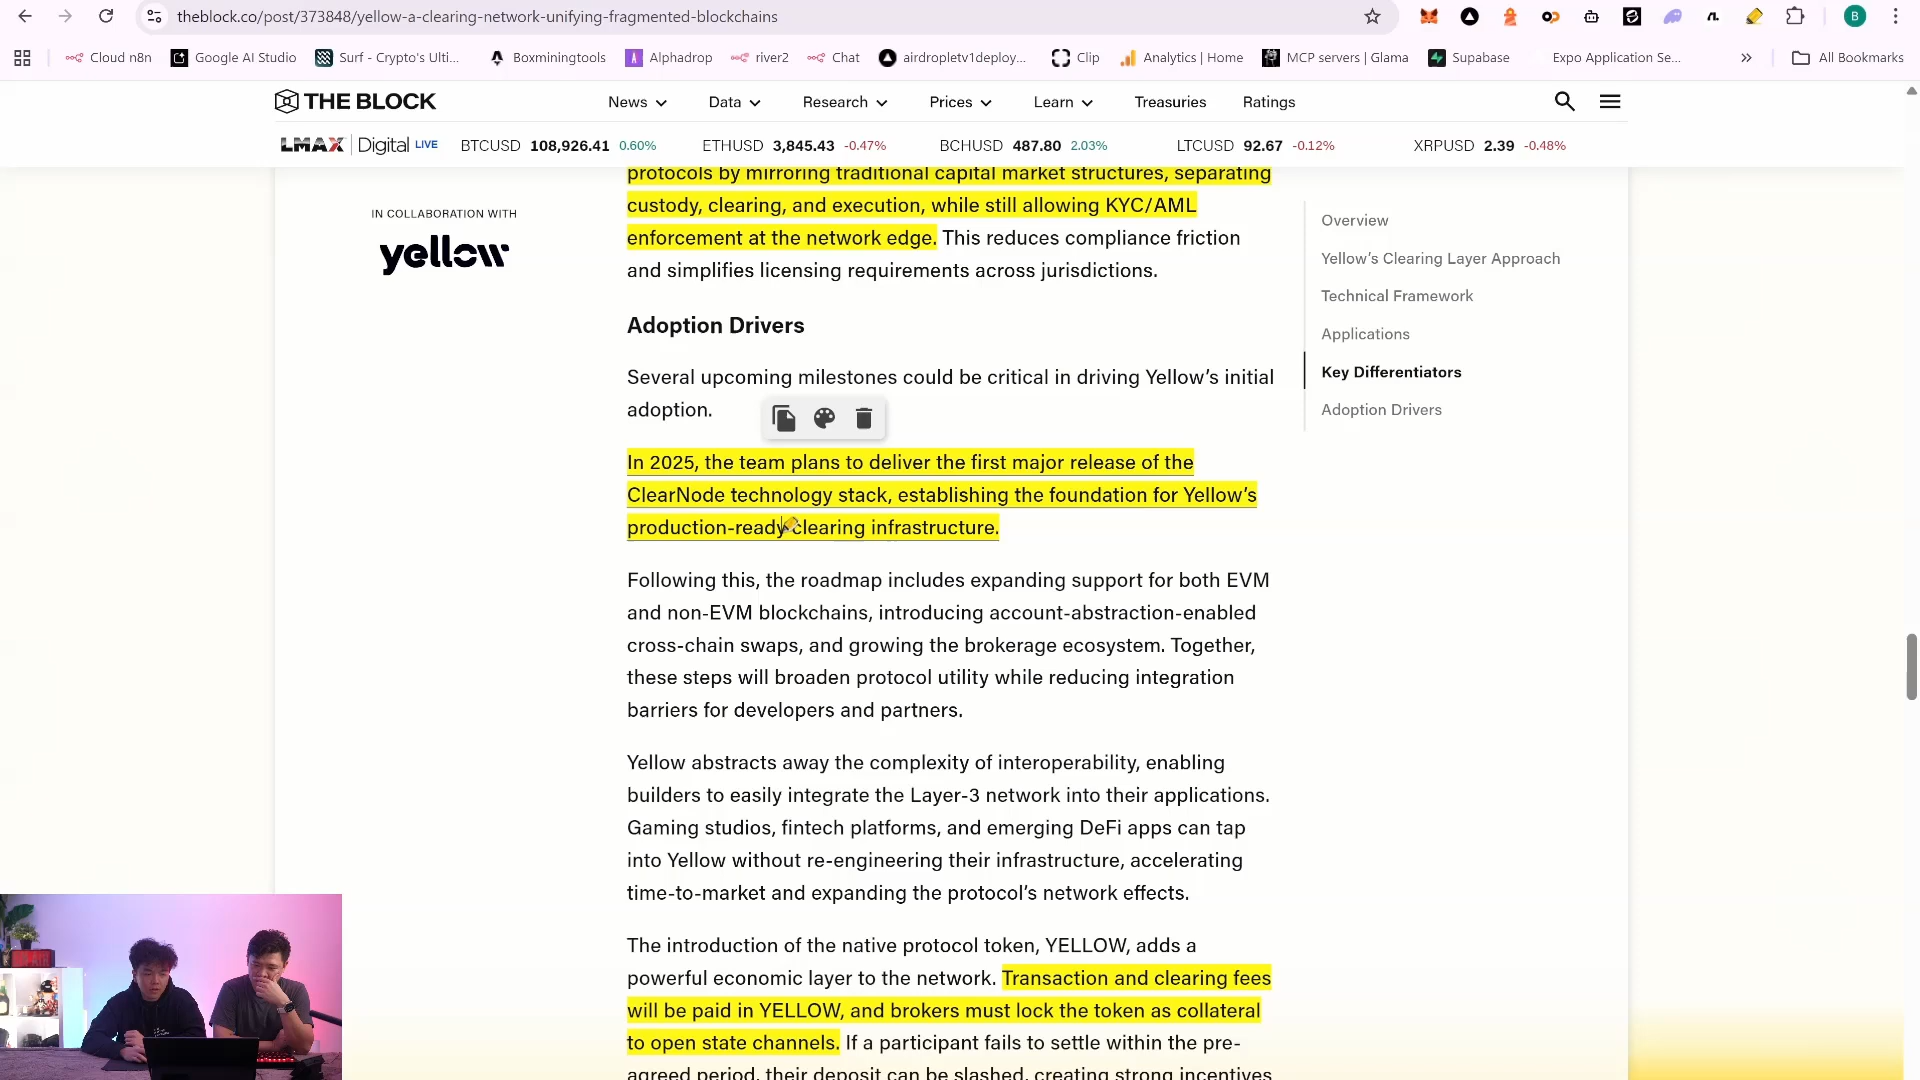 theblock.co/post/373848/yellow-a-clearing-network-unifying-fragmented-blockchains
B
Cloud n8n
Google AI Studio
Surf - Crypto's Ulti...
Boxminingtools
Alphadrop
river2
Chat
airdropletv1deploy...
Clip
Analytics | Home
MCP servers | Glama
Supabase
Expo Application Se...
All Bookmarks
THE BLOCK
News
Data
Research
Prices
Learn
Treasuries
Ratings
LMAX Digital LIVE
BTCUSD 108,926.41 0.60%
ETHUSD 3,845.43 -0.47%
BCHUSD 487.80 2.03%
LTCUSD 92.67 -0.12%
XRPUSD 2.39 -0.48%
IN COLLABORATION WITH
yellow
protocols by mirroring traditional capital market structures, separating
custody, clearing, and execution, while still allowing KYC/AML
enforcement at the network edge. This reduces compliance friction
and simplifies licensing requirements across jurisdictions.
Adoption Drivers
Several upcoming milestones could be critical in driving Yellow's initial
adoption.
In 2025, the team plans to deliver the first major release of the
ClearNode technology stack, establishing the foundation for Yellow's
production-ready clearing infrastructure.
Following this, the roadmap includes expanding support for both EVM
and non-EVM blockchains, introducing account-abstraction-enabled
cross-chain swaps, and growing the brokerage ecosystem. Together,
these steps will broaden protocol utility while reducing integration
barriers for developers and partners.
Yellow abstracts away the complexity of interoperability, enabling
builders to easily integrate the Layer-3 network into their applications.
Gaming studios, fintech platforms, and emerging DeFi apps can tap
into Yellow without re-engineering their infrastructure, accelerating
time-to-market and expanding the protocol's network effects.
The introduction of the native protocol token, YELLOW, adds a
powerful economic layer to the network. Transaction and clearing fees
will be paid in YELLOW, and brokers must lock the token as collateral
to open state channels. If a participant fails to settle within the pre-
agreed period, their deposit can be slashed, creating strong incentives
Overview
Yellow's Clearing Layer Approach
Technical Framework
Applications
Key Differentiators
Adoption Drivers